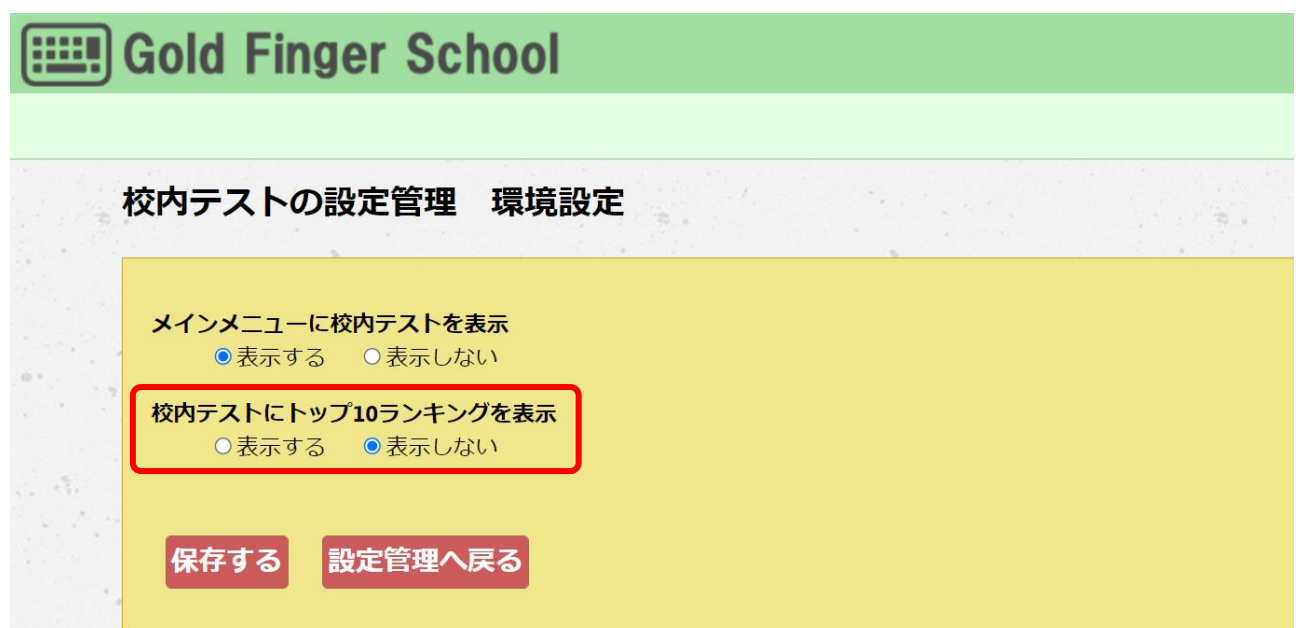 Gold Finger School
校内テストの設定管理　環境設定
メインメニューに校内テストを表示
表示する　表示しない
校内テストにトップ10ランキングを表示
表示する　表示しない
保存する　設定管理へ戻る